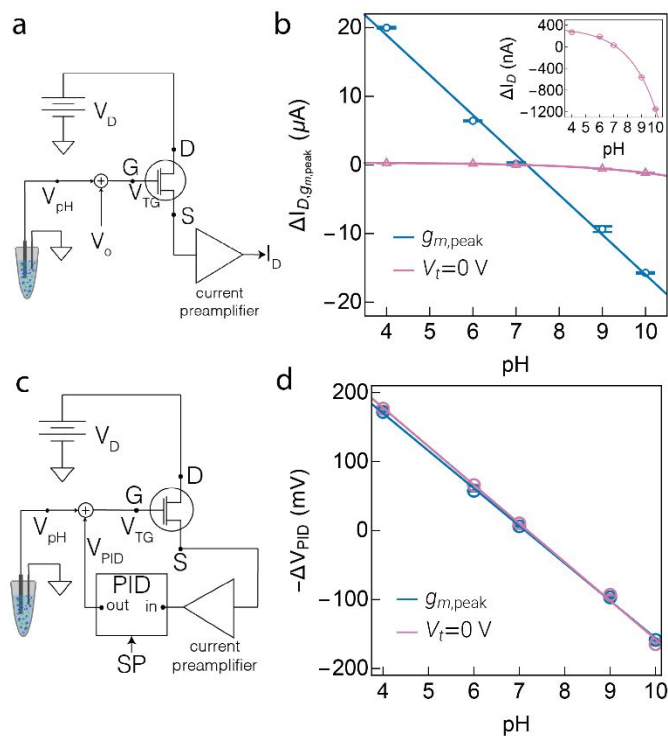 a
V_D
D
G
V_TG
V_pH
V_o
S
I_D
current
preamplifier
b
ΔI_D,g_m,peak (μA)
20
10
0
-10
-20
4 5 6 7 8 9 10
pH
g_m,peak
V_t=0 V
ΔI_D (nA)
400
0
-400
-800
-1200
4 5 6 7 8 9 10
pH
c
V_D
D
G
V_TG
V_pH
V_PID
S
PID
out in
SP
current
preamplifier
d
-ΔV_PID (mV)
200
100
0
-100
-200
4 5 6 7 8 9 10
pH
g_m,peak
V_t=0 V